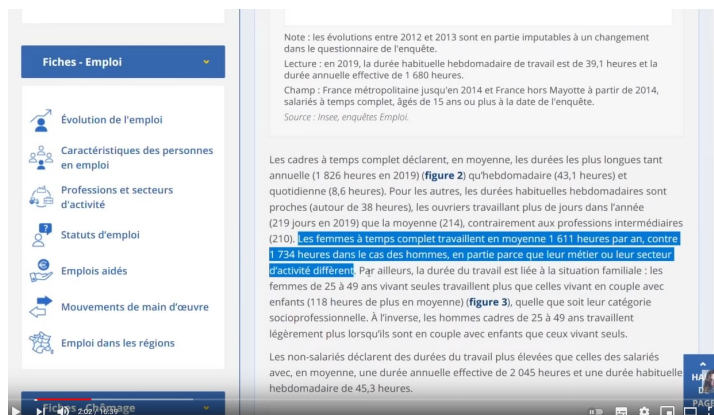 Fiches - Emploi
Évolution de l'emploi
Caractéristiques des personnes
en emploi
Professions et secteurs
d'activité
Statuts d'emploi
Emplois aidés
Mouvements de main d'œuvre
Emploi dans les régions
Fiches - Chômage
Note : les évolutions entre 2012 et 2013 sont en partie imputables à un changement
dans le questionnaire de l'enquête.
Lecture : en 2019, la durée habituelle hebdomadaire de travail est de 39,1 heures et la
durée annuelle effective de 1 680 heures.
Champ : France métropolitaine jusqu'en 2014 et France hors Mayotte à partir de 2014,
salariés à temps complet, âgés de 15 ans ou plus à la date de l'enquête.
Source : Insee, enquêtes Emploi.
Les cadres à temps complet déclarent, en moyenne, les durées les plus longues tant
annuelle (1 826 heures en 2019) (figure 2) qu'hebdomadaire (43,1 heures) et
quotidienne (8,6 heures). Pour les autres, les durées habituelles hebdomadaires sont
proches (autour de 38 heures), les ouvriers travaillant plus de jours dans l'année
(219 jours en 2019) que la moyenne (214), contrairement aux professions intermédiaires
(210). Les femmes à temps complet travaillent en moyenne 1 611 heures par an, contre
1 734 heures dans le cas des hommes, en partie parce que leur métier ou leur secteur
d'activité diffèrent. Par ailleurs, la durée du travail est liée à la situation familiale : les
femmes de 25 à 49 ans vivant seules travaillent plus que celles vivant en couple avec
enfants (118 heures de plus en moyenne) (figure 3), quelle que soit leur catégorie
socioprofessionnelle. À l'inverse, les hommes cadres de 25 à 49 ans travaillent
légèrement plus lorsqu'ils sont en couple avec enfants que ceux vivant seuls.
Les non-salariés déclarent des durées du travail plus élevées que celles des salariés
avec, en moyenne, une durée annuelle effective de 2 045 heures et une durée habituelle
hebdomadaire de 45,3 heures.
2:02 / 16:39
PAGE